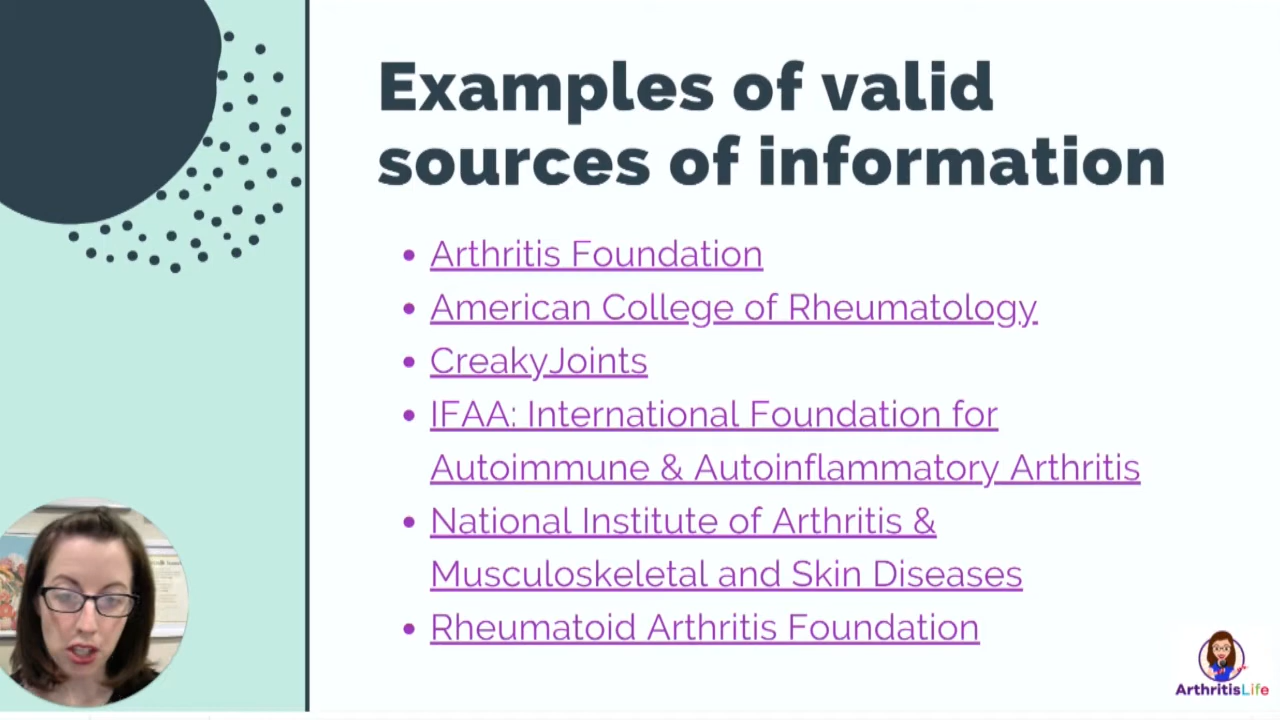 Examples of valid
sources of information
Arthritis Foundation
American College of Rheumatology
CreakyJoints
IFAA: International Foundation for
Autoimmune & Autoinflammatory Arthritis
National Institute of Arthritis &
Musculoskeletal and Skin Diseases
Rheumatoid Arthritis Foundation
ArthritisLife